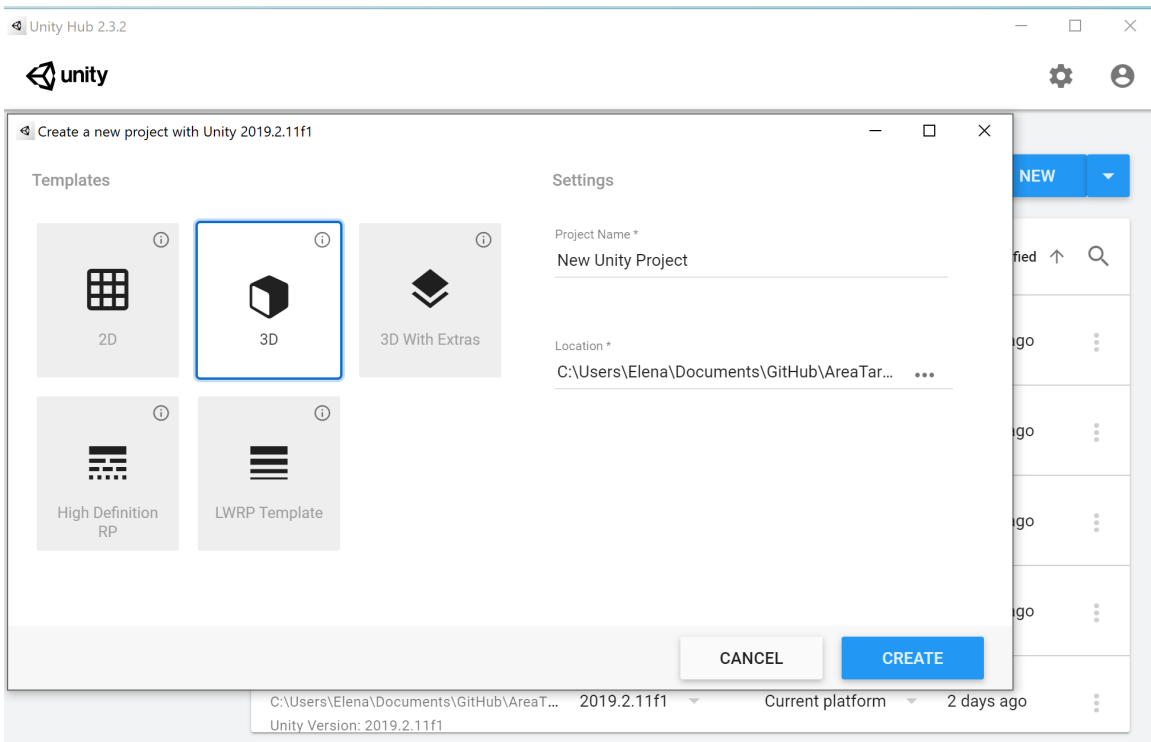 Unity Hub 2.3.2
unity
Create a new project with Unity 2019.2.11f1
Templates
Settings
NEW
2D
3D
3D With Extras
High Definition
RP
LWRP Template
Project Name *
New Unity Project
Location *
C:\Users\Elena\Documents\GitHub\AreaTar...
fied
ago
ago
ago
ago
CANCEL
CREATE
C:\Users\Elena\Documents\GitHub\AreaT...
2019.2.11f1
Current platform
2 days ago
Unity Version: 2019.2.11f1